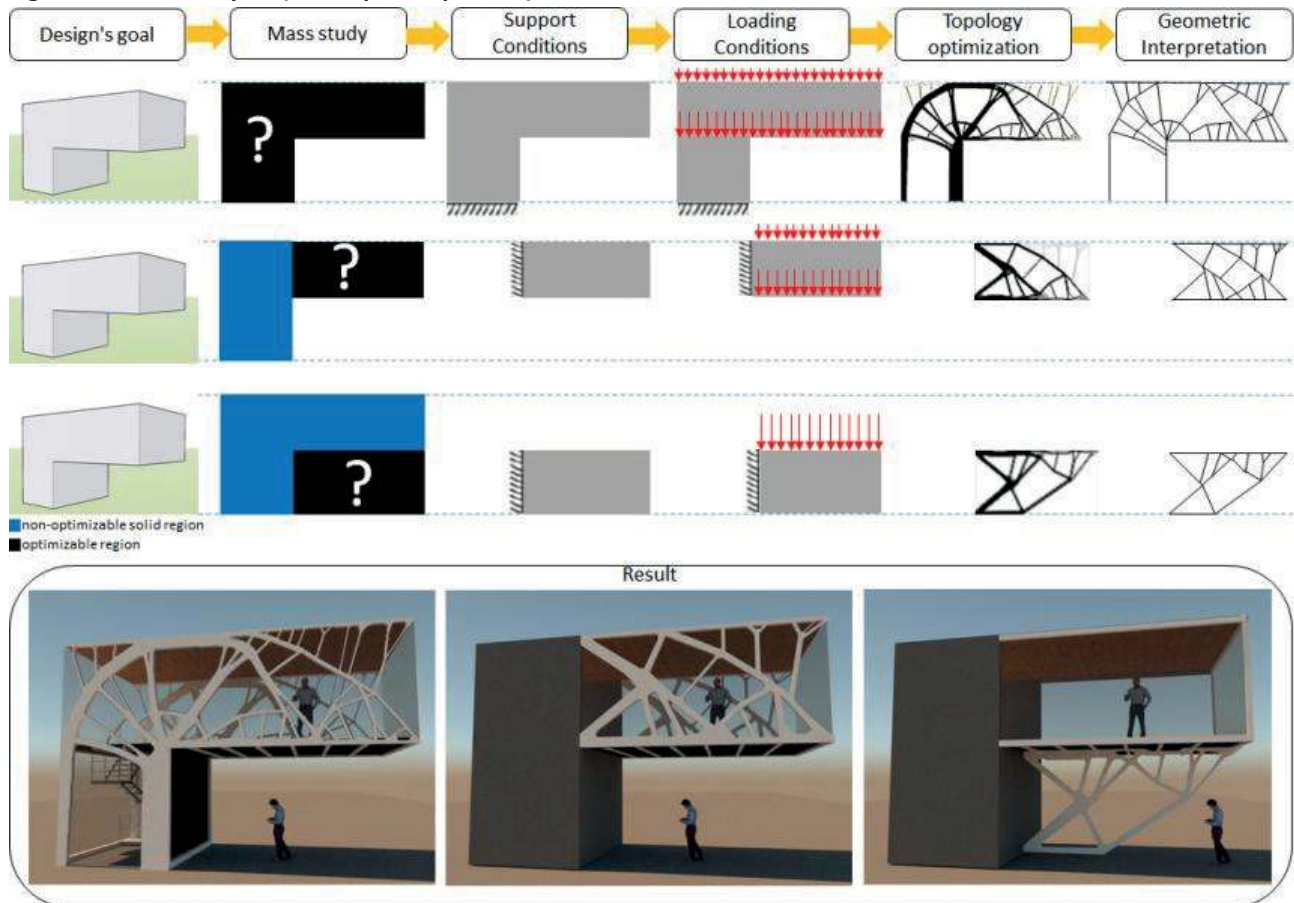 Design's goal
Mass study
Support
Conditions
Loading
Conditions
Topology
optimization
Geometric
Interpretation
?
?
?
non-optimizable solid region
optimizable region
Result